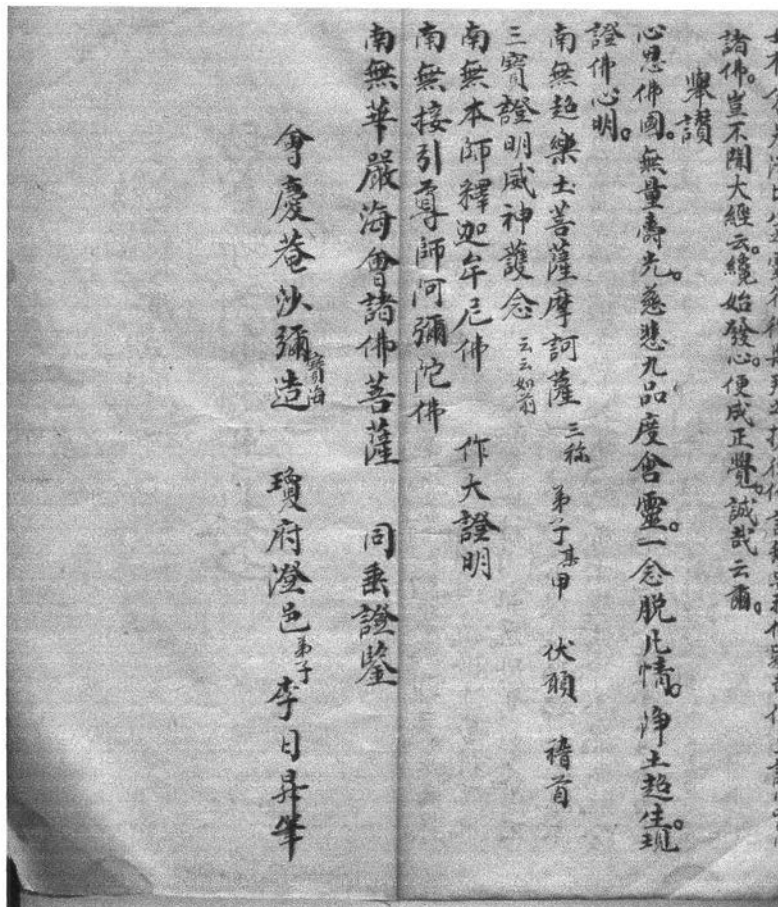 諸佛。豈不聞大經云。纔始發心。便成正覺。誠哉云爾。
舉讚
心思佛國。無量壽光。慈悲九品度含靈。一念脱凡情。淨土超生現
證佛心明。
南無超樂土菩薩摩訶薩 三称 弟子某甲 伏願 稽首
三寶證明威神護念 云云如前
南無本師釋迦牟尼佛 作大證明
南無接引導師阿彌陀佛
南無華嚴海會諸佛菩薩 同垂證鑒
會慶菴沙彌寶海造 瓊府澄邑弟子李日昇筆